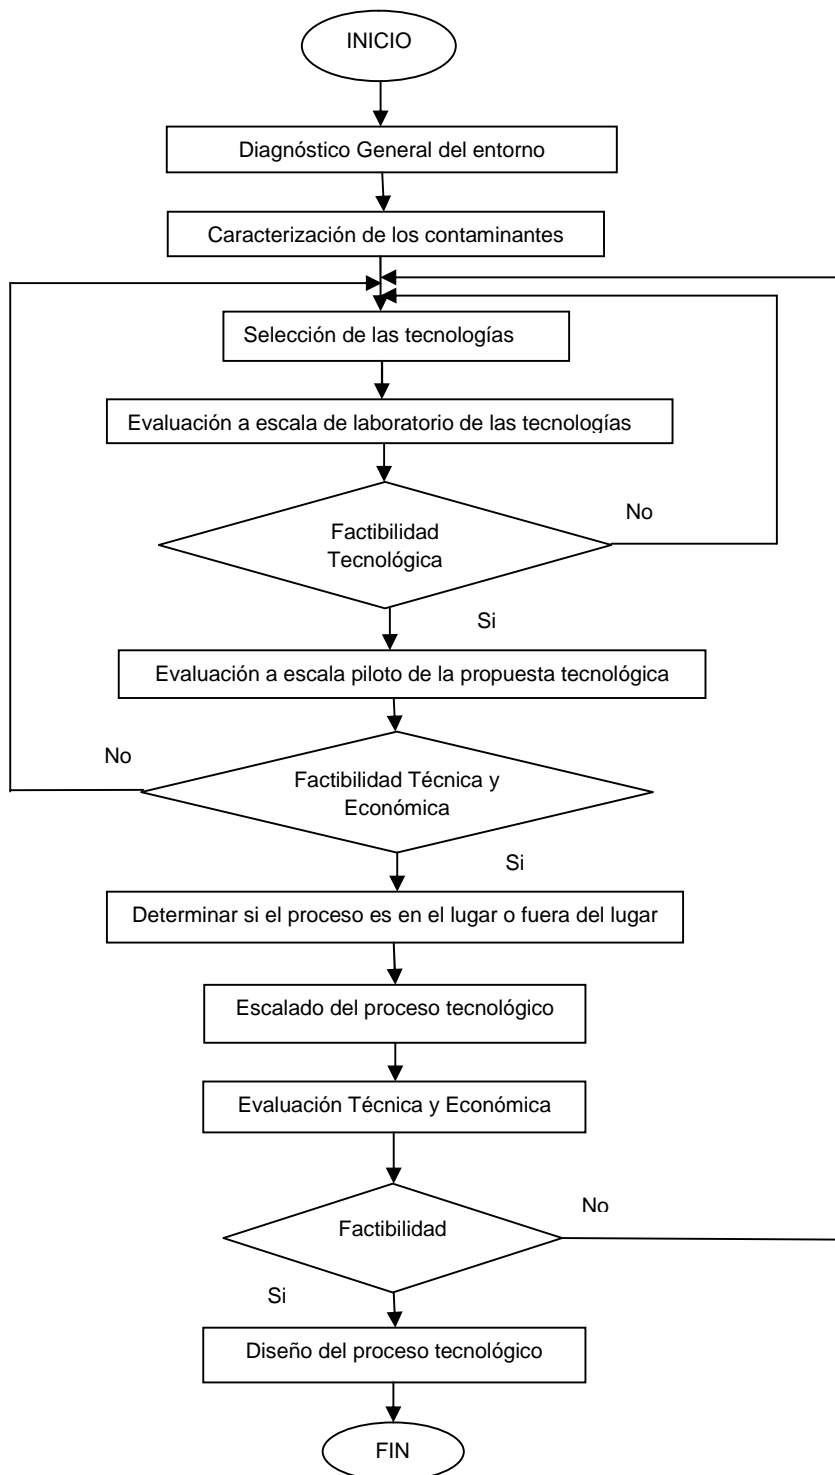 INICIO
Diagnóstico General del entorno
Caracterización de los contaminantes
Selección de las tecnologías
Evaluación a escala de laboratorio de las tecnologías
Factibilidad
Tecnológica
No
Si
Evaluación a escala piloto de la propuesta tecnológica
No
Factibilidad Técnica y
Económica
Si
Determinar si el proceso es en el lugar o fuera del lugar
Escalado del proceso tecnológico
Evaluación Técnica y Económica
No
Factibilidad
Si
Diseño del proceso tecnológico
FIN